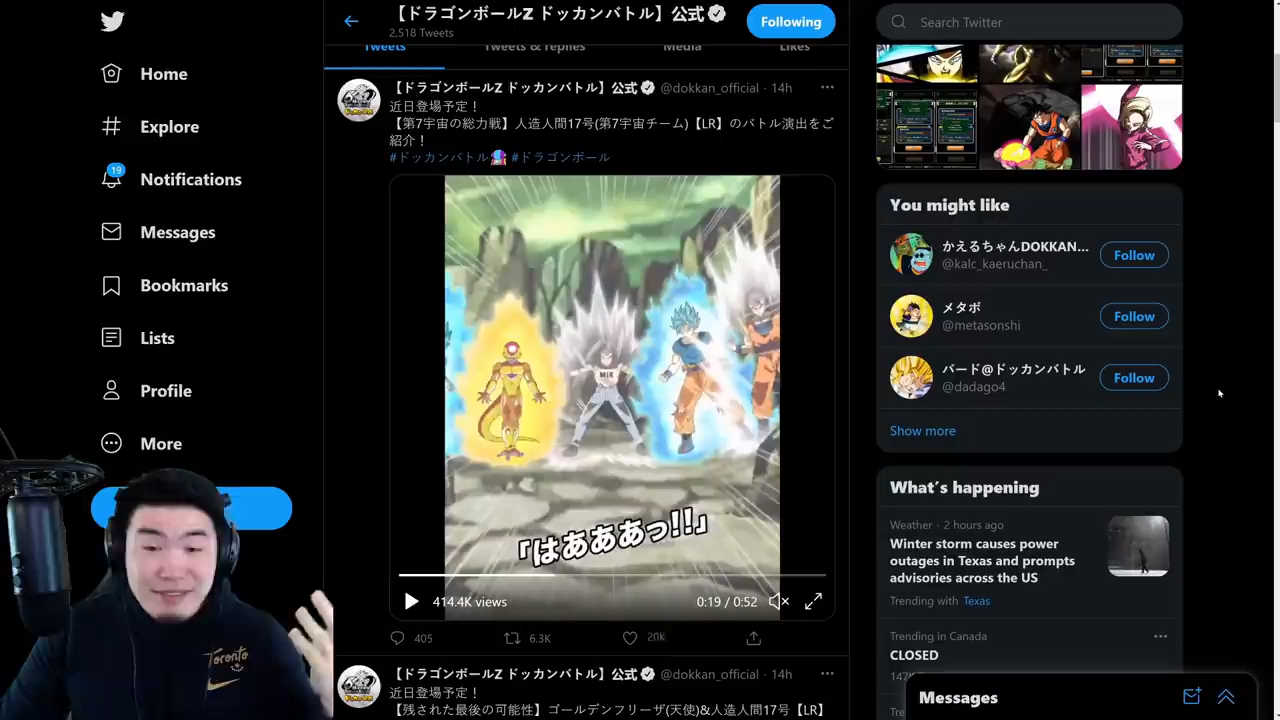 Home
Explore
19
Notifications
Messages
Bookmarks
Lists
Profile
More
【ドラゴンボールZ ドッカンバトル】公式
2,518 Tweets
Following
Tweets
Tweets & replies
Media
Likes
【ドラゴンボールZ ドッカンバトル】公式 @dokkan_official · 14h
近日登場予定！
【第7宇宙の総力戦】人造人間17号(第7宇宙チーム)【LR】のバトル演出をご
紹介！
#ドッカンバトル #ドラゴンボール
MIR
「はあああっ!!」
414.4K views
0:19 / 0:52
405
6.3K
20k
【ドラゴンボールZ ドッカンバトル】公式 @dokkan_official · 14h
近日登場予定！
【残された最後の可能性】ゴールデンフリーザ(天使)&人造人間17号【LR】
Toronto
Search Twitter
You might like
かえるちゃんDOKKAN...
@kalc_kaeruchan_
Follow
メタボ
@metasonshi
Follow
バード@ドッカンバトル
@dadago4
Follow
Show more
What's happening
Weather · 2 hours ago
Winter storm causes power
outages in Texas and prompts
advisories across the US
Trending with Texas
Trending in Canada
CLOSED
147K
Tre
Messages